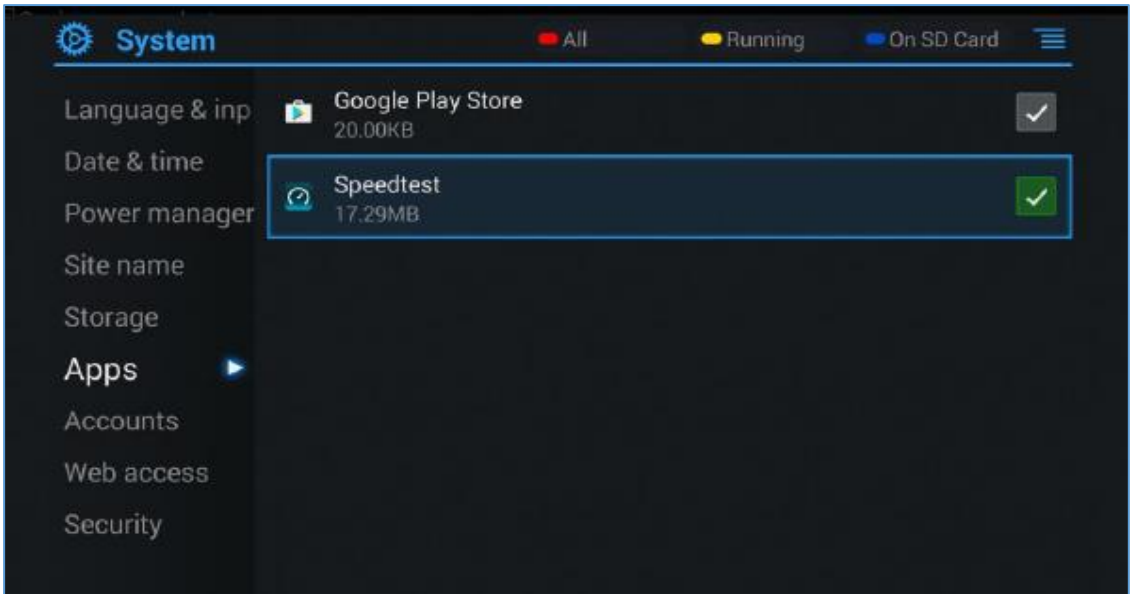 System
All
Running
On SD Card
Language & inp
Date & time
Power manager
Site name
Storage
Apps
Accounts
Web access
Security
Google Play Store
20.00KB
Speedtest
17.29MB